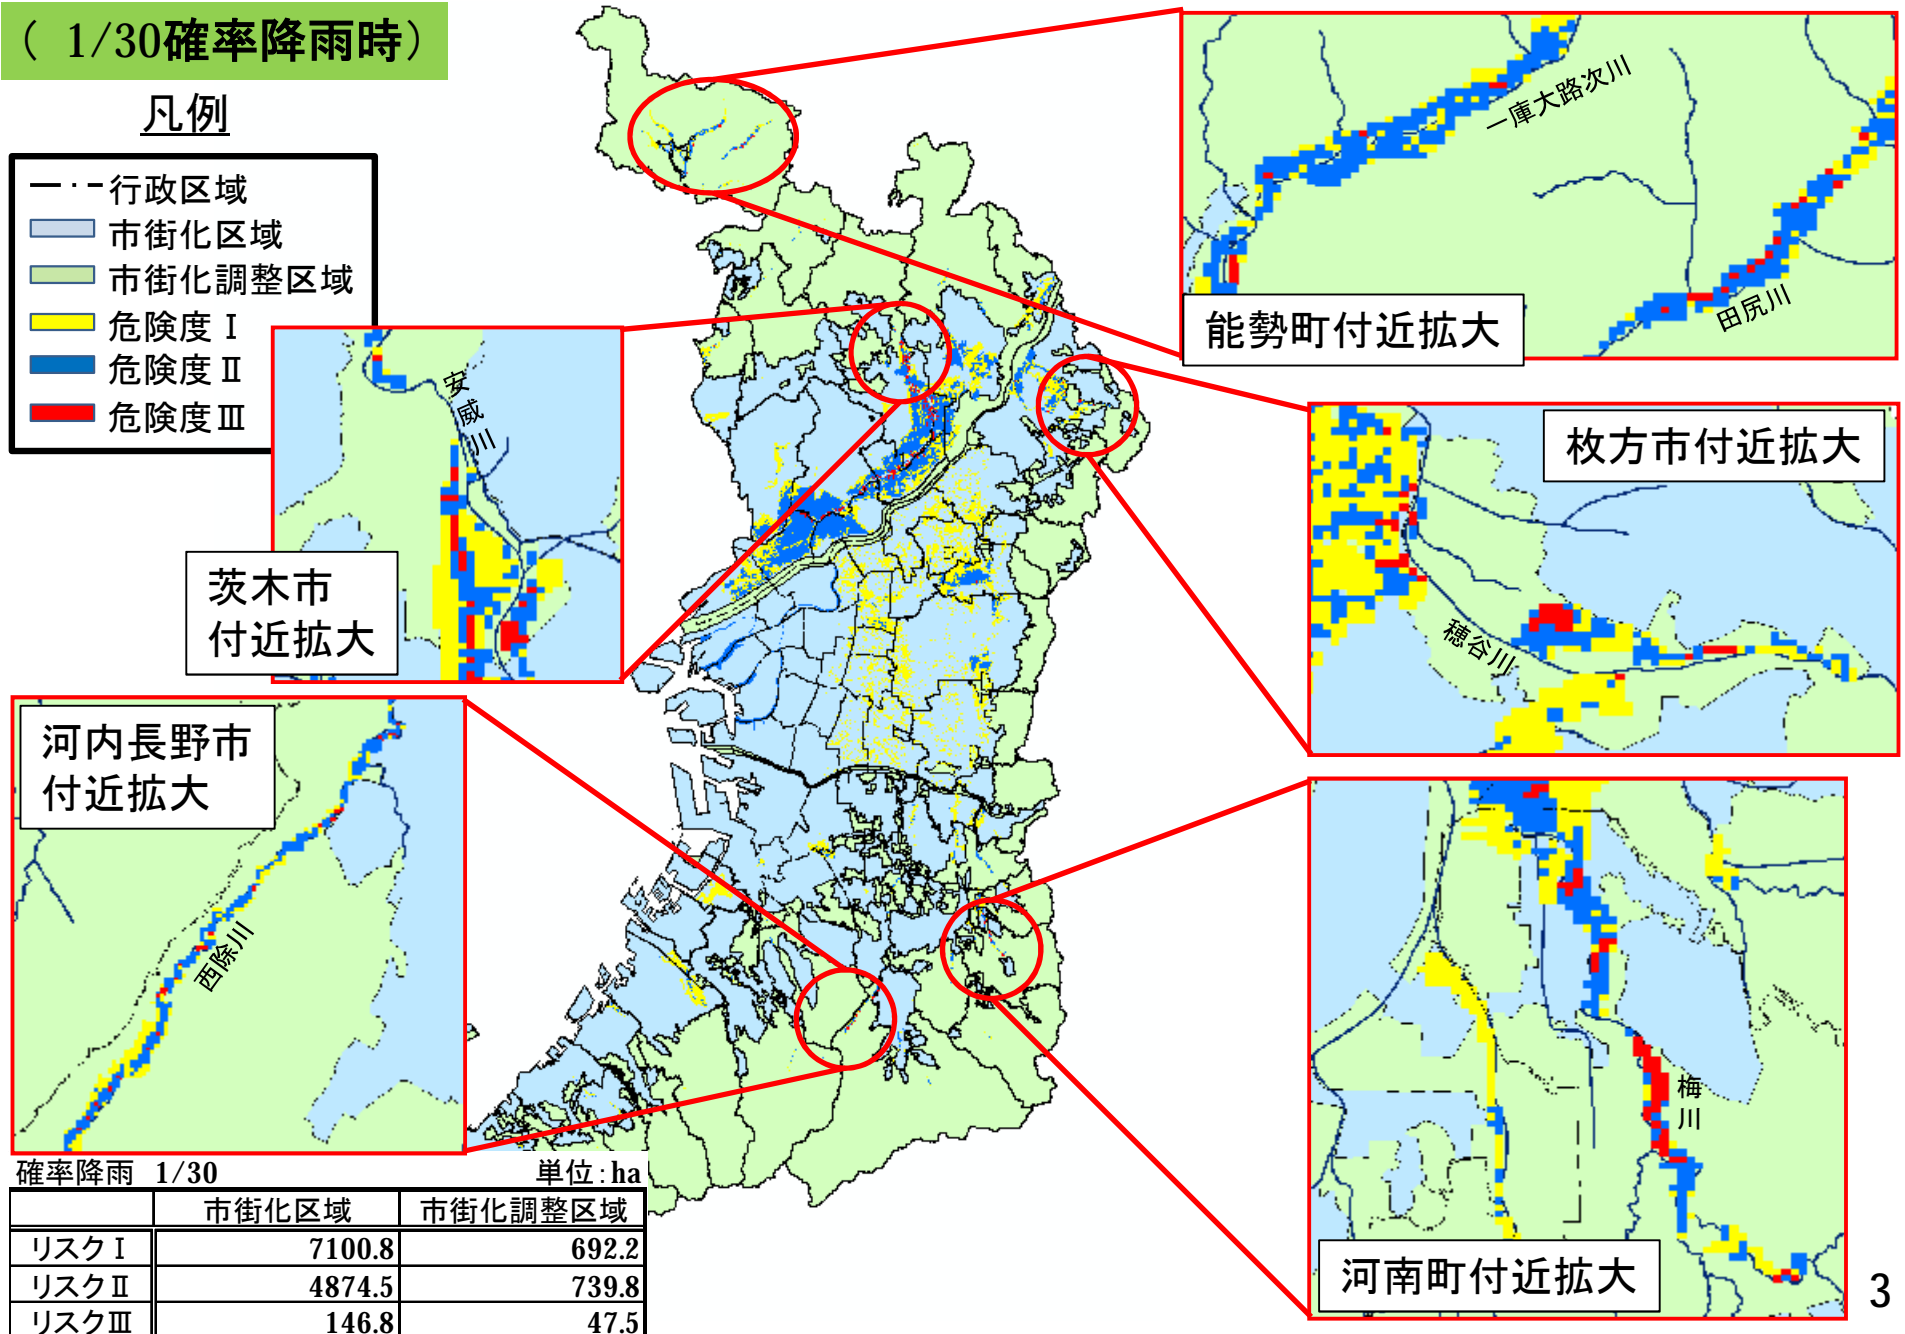 ( 1/30確率降雨時)
凡例
行政区域
市街化区域
市街化調整区域
危険度Ⅰ
危険度Ⅱ
危険度Ⅲ
一庫大路次川
田尻川
能勢町付近拡大
安威川
茨木市
付近拡大
枚方市付近拡大
穂谷川
河内長野市
付近拡大
西除川
梅川
河南町付近拡大
確率降雨 1/30 単位:ha
市街化区域 市街化調整区域
リスクⅠ 7100.8 692.2
リスクⅡ 4874.5 739.8
リスクⅢ 146.8 47.5
3